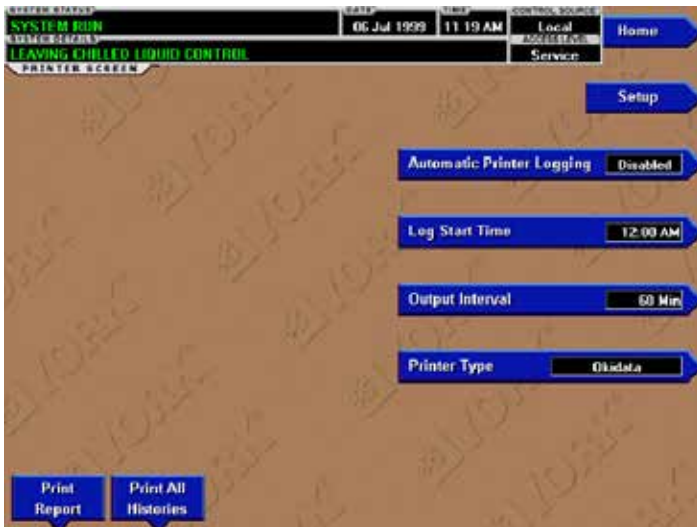 SYSTEM STATUS
SYSTEM RUN
DATE
06 Jul 1999
TIME
11 19 AM
CONTROL SOURCE
Local
Home
SYSTEM DETAILS
LEAVING CHILLED LIQUID CONTROL
ACCESS LEVEL
Service
PRINTER SCREEN
Setup
YORK
Automatic Printer Logging Disabled
Log Start Time 12:00 AM
Output Interval 60 Min
Printer Type Okidata
Print Report
Print All Histories